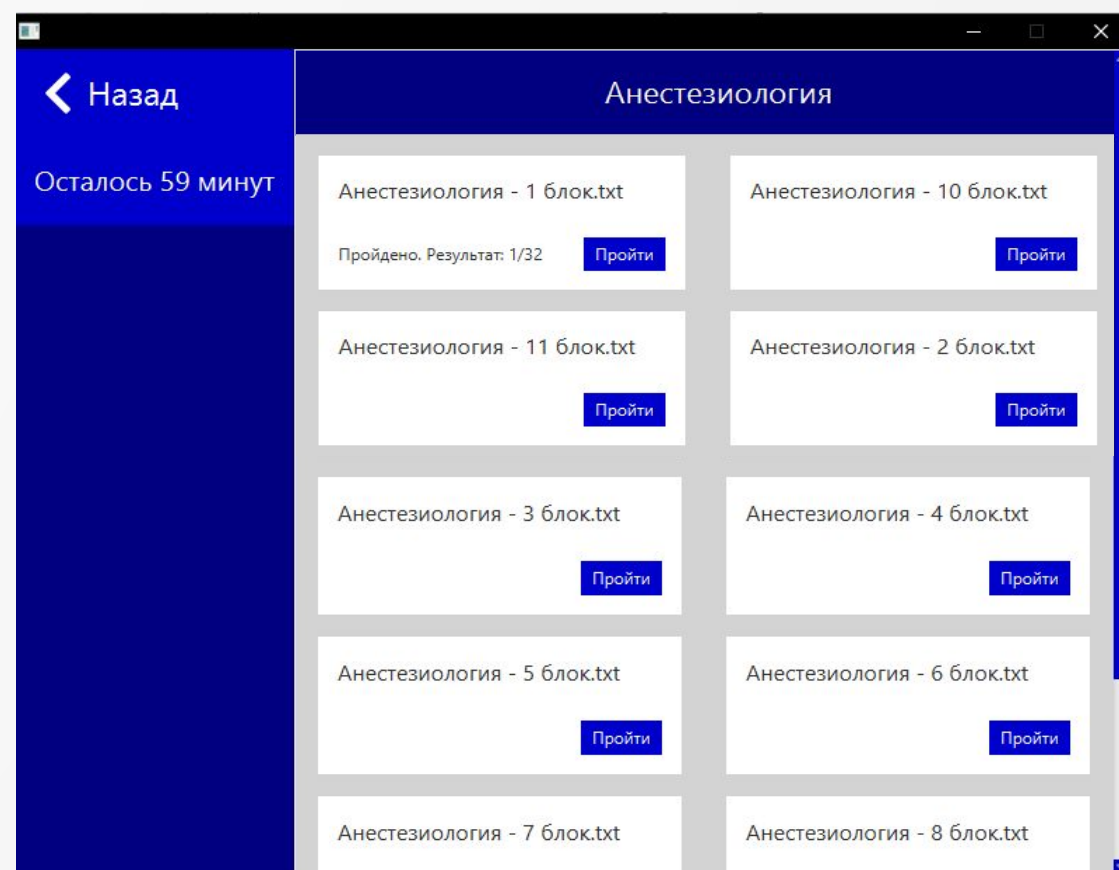 Назад
Осталось 59 минут
Анестезиология
Анестезиология - 1 блок.txt
Пройдено. Результат: 1/32
Пройти
Анестезиология - 10 блок.txt
Пройти
Анестезиология - 11 блок.txt
Пройти
Анестезиология - 2 блок.txt
Пройти
Анестезиология - 3 блок.txt
Пройти
Анестезиология - 4 блок.txt
Пройти
Анестезиология - 5 блок.txt
Пройти
Анестезиология - 6 блок.txt
Пройти
Анестезиология - 7 блок.txt
Анестезиология - 8 блок.txt